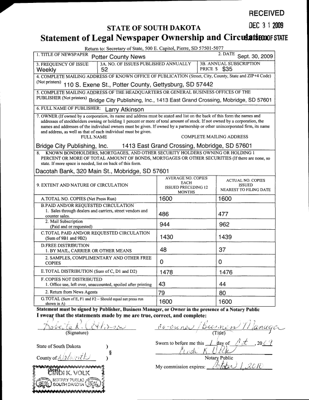 RECEIVED
DEC 11 2009
STATE OF SOUTH DAKOTA
Statement of Legal Newspaper Ownership and Circulation
OF STATE
Return to: Secretary of State, 500 E. Capitol, Pierre, SD 57501-5077
1. TITLE OF NEWSPAPER Potter County News
2. DATE Sept. 30, 2009
3. FREQUENCY OF ISSUE Weekly
3A. NO. OF ISSUES PUBLISHED ANNUALLY 52
3B. ANNUAL SUBSCRIPTION PRICE $ $35
4. COMPLETE MAILING ADDRESS OF KNOWN OFFICE OF PUBLICATION (Street, City, County, State and ZIP+4 Code)
(Not printers) 110 S. Exene St., Potter County, Gettysburg, SD 57442
5. COMPLETE MAILING ADDRESS OF THE HEADQUARTERS OF GENERAL BUSINESS OFFICES OF THE
PUBLISHER (Not printers) Bridge City Publishing, Inc., 1413 East Grand Crossing, Mobridge, SD 57601
6. FULL NAME OF PUBLISHER: Larry Atkinson
7. OWNER (If owned by a corporation, its name and address must be stated and list on the back of this form the names and
addresses of stockholders owning or holding 1 percent or more of total amount of stock. If not owned by a corporation, the
names and addresses of the individual owners must be given. If owned by a partnership or other unincorporated firm, its name
and address, as well as that of each individual must be given.
FULL NAME COMPLETE MAILING ADDRESS
Bridge City Publishing, Inc. 1413 East Grand Crossing, Mobridge, SD 57601
8. KNOWN BONDHOLDERS, MORTGAGEES, AND OTHER SECURITY HOLDERS OWNING OR HOLDING 1
PERCENT OR MORE OF TOTAL AMOUNT OF BONDS, MORTGAGES OR OTHER SECURITIES (If there are none, so
state. If more space is needed, list on back of this form.
Dacotah Bank, 320 Main St., Mobridge, SD 57601
9. EXTENT AND NATURE OF CIRCULATION
AVERAGE NO. COPIES
EACH
ISSUED PRECEDING 12
MONTHS
ACTUAL NO. COPIES
ISSUED
NEAREST TO FILING DATE
A. TOTAL NO. COPIES (Net Press Run) 1600 1600
B PAID AND/OR REQUESTED CIRCULATION
1. Sales through dealers and carriers, street vendors and
counter sales. 486 477
2. Mail Subscription
(Paid and or requested) 944 962
C. TOTAL PAID AND/OR REQUESTED CIRCULATION
(Sum of 9B1 and 9B2) 1430 1439
D. FREE DISTRIBUTION
1. BY MAIL, CARRIER OR OTHER MEANS 48 37
2. SAMPLES, COMPLIMENTARY AND OTHER FREE
COPIES 0 0
E. TOTAL DISTRIBUTION (Sum of C, D1 and D2) 1478 1476
F. COPIES NOT DISTRIBUTED
1. Office use, left over, unaccounted, spoiled after printing 43 44
2. Return from News Agents 79 80
G. TOTAL (Sum of E, F1 and F2 - Should equal net press run
shown in A) 1600 1600
Statement must be signed by Publisher, Business Manager, or Owner in the presence of a Notary Public
I swear that the statements made by me are true, correct, and complete:
(Signature) (Title)
State of South Dakota )
§
County of )
Sworn to before me this 1 day of Oct
Cindi K. Volk
Notary Public
My commission expires:
CINDI K. VOLK
NOTARY PUBLIC
SOUTH DAKOTA